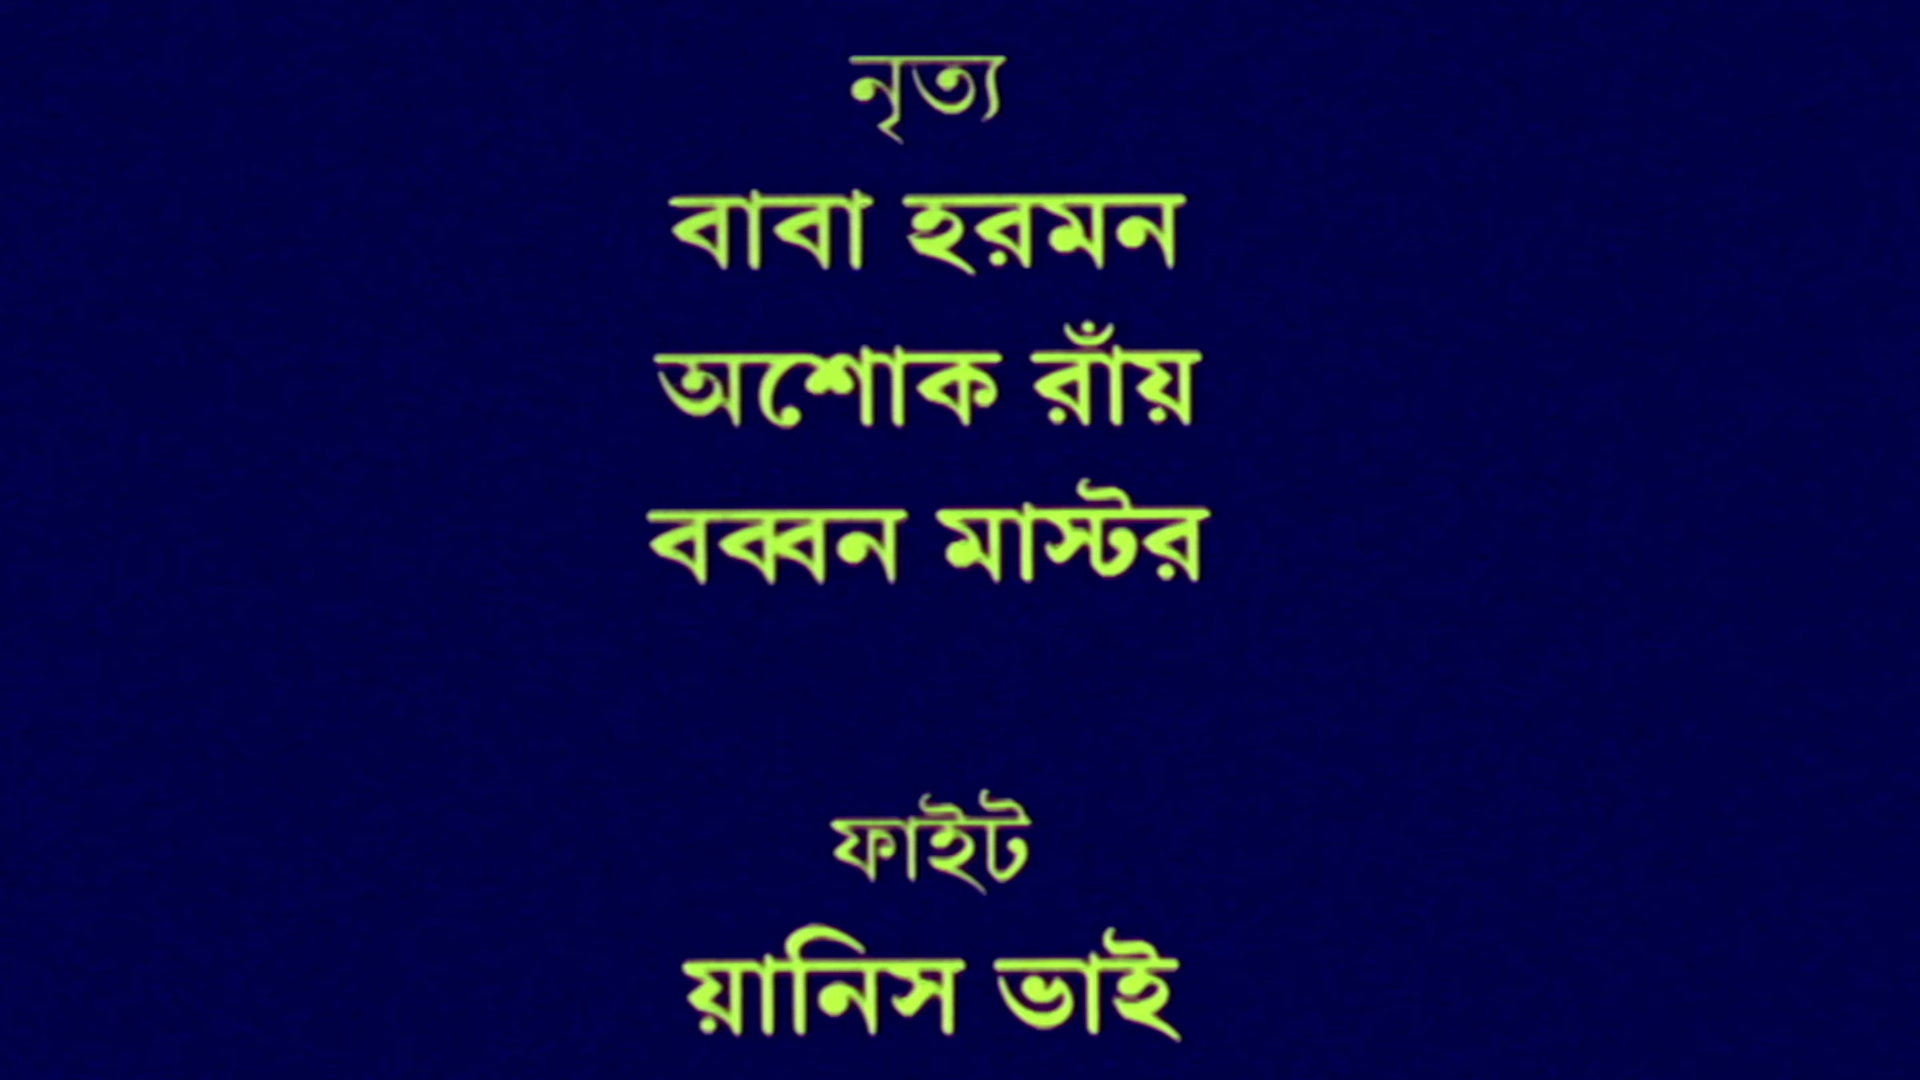 নৃত্য
বাবা হরমন
অশোক রাঁয়
বব্বন মাস্টর
ফাইট
য়ানিস ভাই